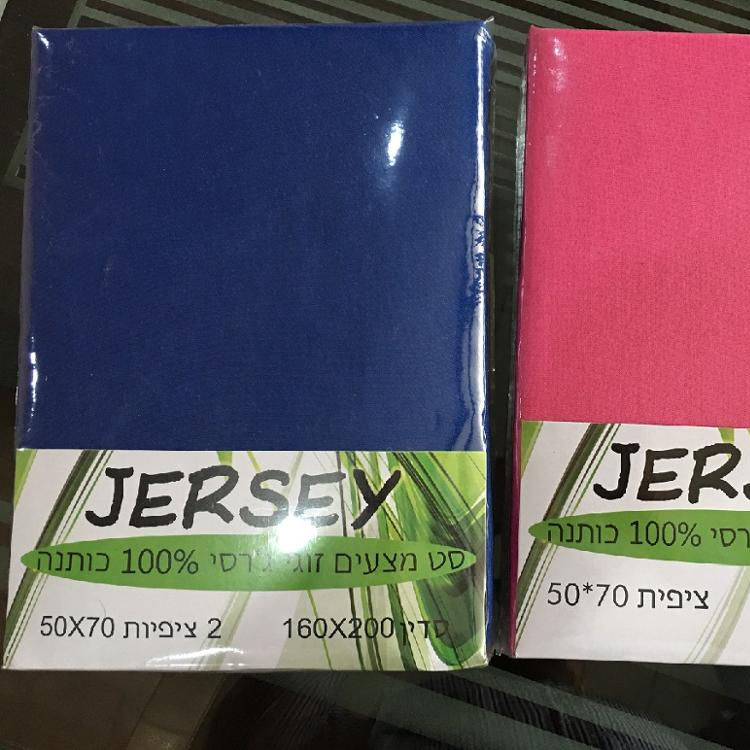 JERSEY
סט מצעים זוגי ג'רסי 100% כותנה
סדין 160X200 2 ציפיות 50X70
JER
רסי 100% כותנה
ציפית 50*70